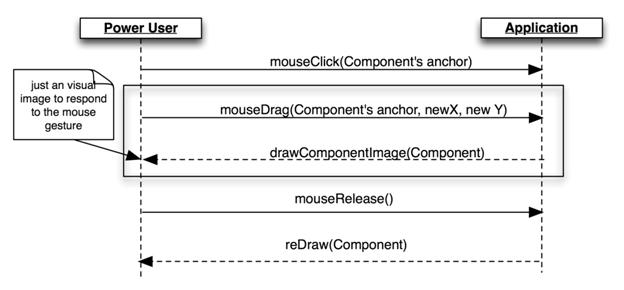 Power User
Application
mouseClick(Component's anchor)
just an visual
image to respond
to the mouse
gesture
mouseDrag(Component's anchor, newX, new Y)
drawComponentImage(Component)
mouseRelease()
reDraw(Component)